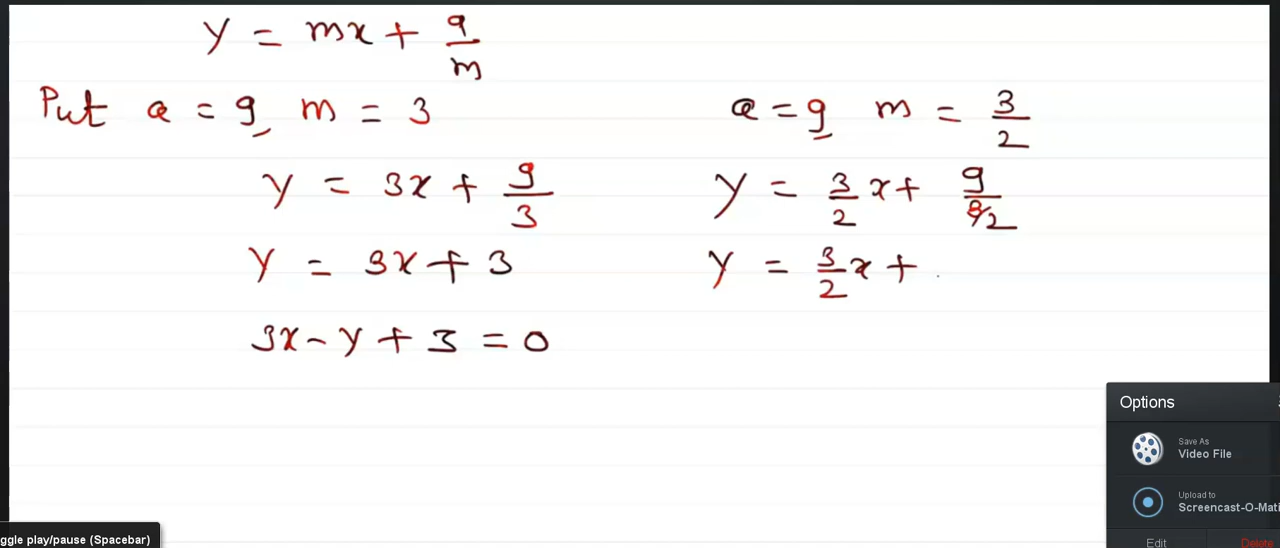 y = mx + 9/m
Put a = 9 m = 3
y = 3x + 9/3
y = 3x + 3
3x - y + 3 = 0
a = 9 m = 3/2
y = 3/2 x + 9/3/2
y = 3/2 x +
Options
Save As
Video File
Upload to
Screencast-O-Mati
Edit
Delete
ggle play/pause (Spacebar)